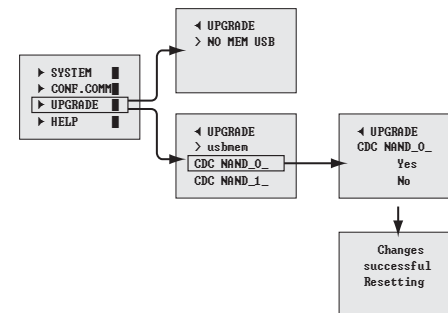 ◀ UPGRADE
> NO MEM USB
▶ SYSTEM
▶ CONF.COMM
▶ UPGRADE
▶ HELP
◀ UPGRADE
> usbmem
CDC NAND_0_
CDC NAND_1_
◀ UPGRADE
CDC NAND_0_
Yes
No
Changes
successful
Resetting